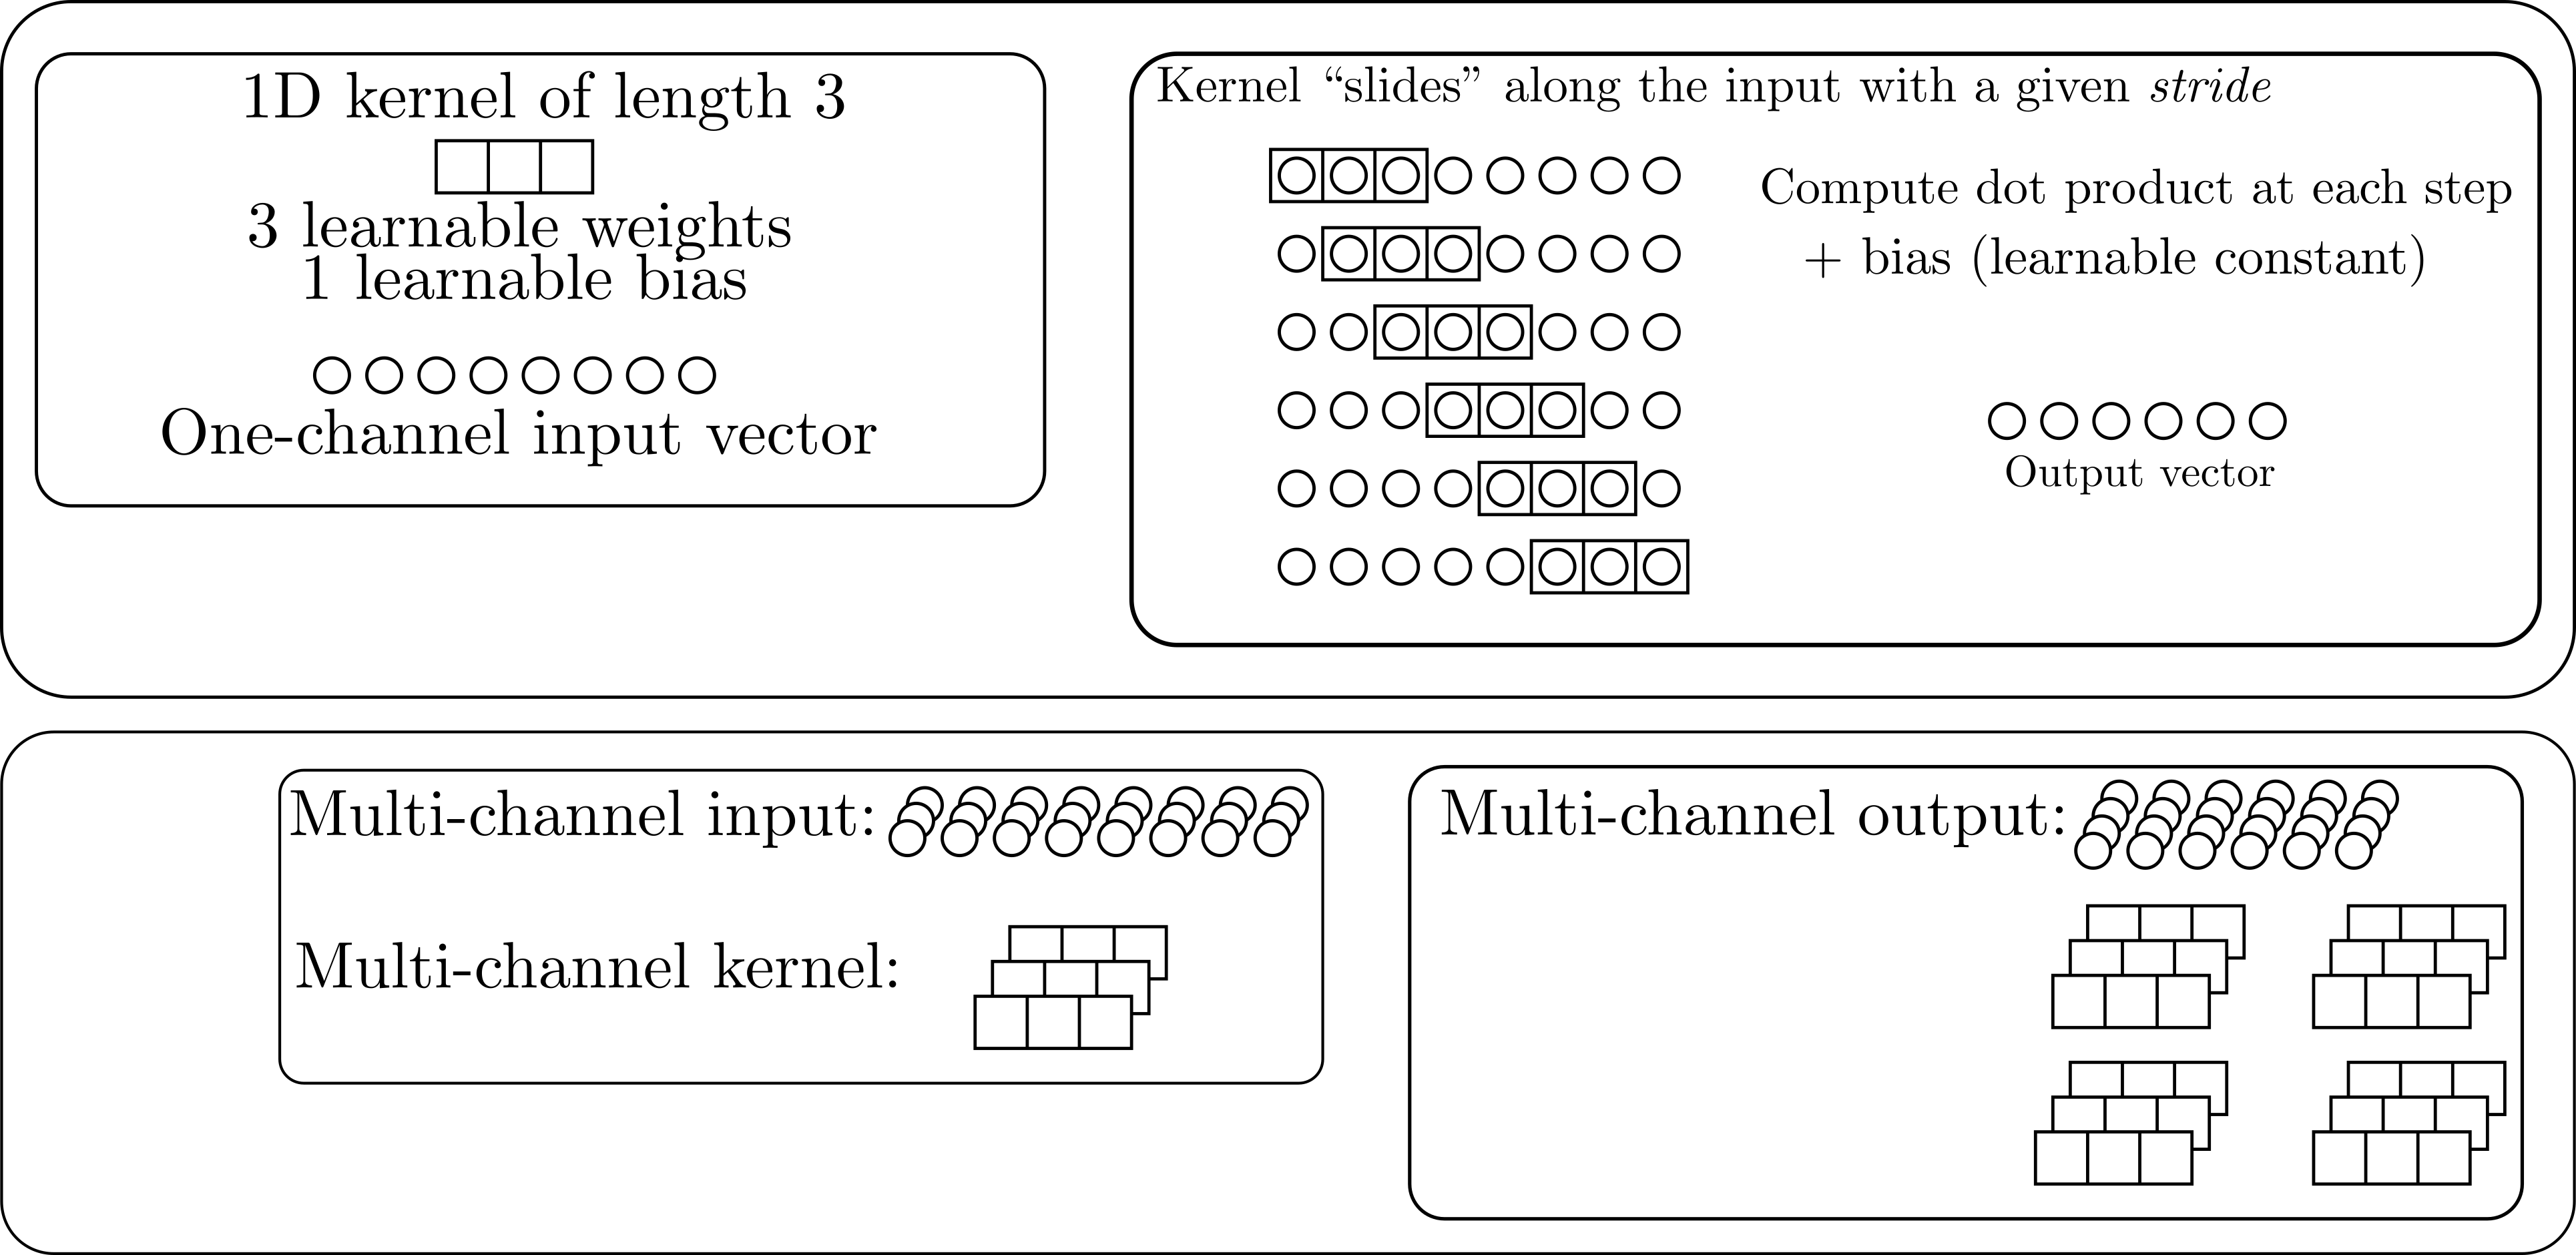 1D kernel of length 3
3 learnable weights
1 learnable bias
One-channel input vector
Kernel “slides” along the input with a given stride
Compute dot product at each step
+ bias (learnable constant)
Output vector
Multi-channel input:
Multi-channel kernel:
Multi-channel output: